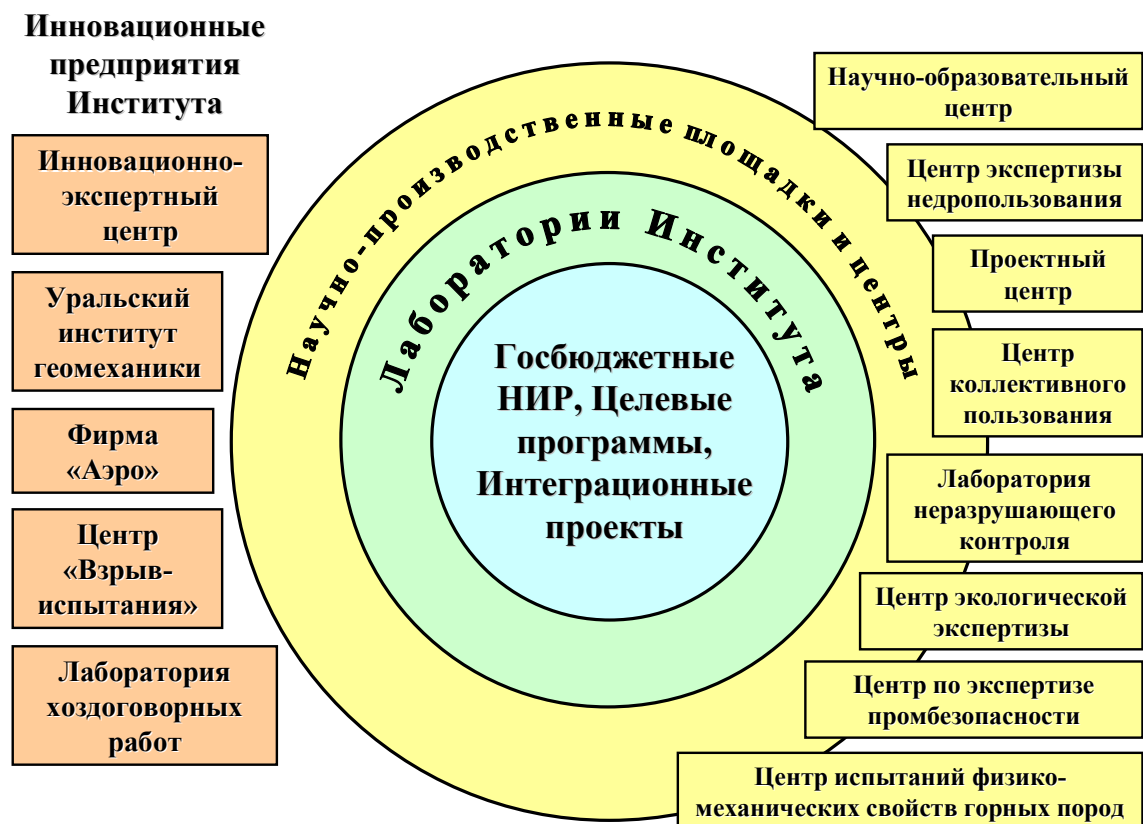 Инновационные
предприятия
Института
Инновационно-
экспертный
центр
Уральский
институт
геомеханики
Фирма
«Аэро»
Центр
«Взрыв-
испытания»
Лаборатория
хоздоговорных
работ
Научно-производственные площадки и центры
Лаборатории Института
Госбюджетные
НИР, Целевые
программы,
Интеграционные
проекты
Научно-образовательный
центр
Центр экспертизы
недропользования
Проектный
центр
Центр
коллективного
пользования
Лаборатория
неразрушающего
контроля
Центр экологической
экспертизы
Центр по экспертизе
промбезопасности
Центр испытаний физико-
механических свойств горных пород